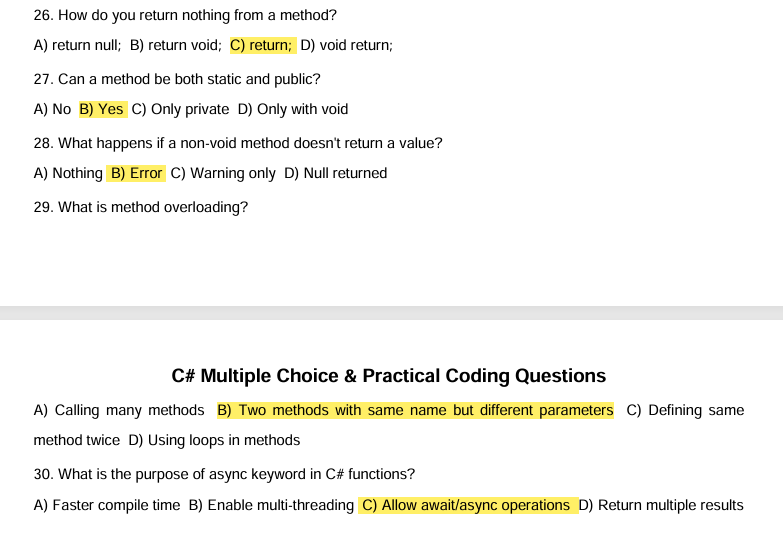 26. How do you return nothing from a method?
A) return null;  B) return void;  C) return;  D) void return;
27. Can a method be both static and public?
A) No  B) Yes  C) Only private  D) Only with void
28. What happens if a non-void method doesn't return a value?
A) Nothing  B) Error  C) Warning only  D) Null returned
29. What is method overloading?
C# Multiple Choice & Practical Coding Questions
A) Calling many methods  B) Two methods with same name but different parameters  C) Defining same
method twice  D) Using loops in methods
30. What is the purpose of async keyword in C# functions?
A) Faster compile time  B) Enable multi-threading  C) Allow await/async operations  D) Return multiple results